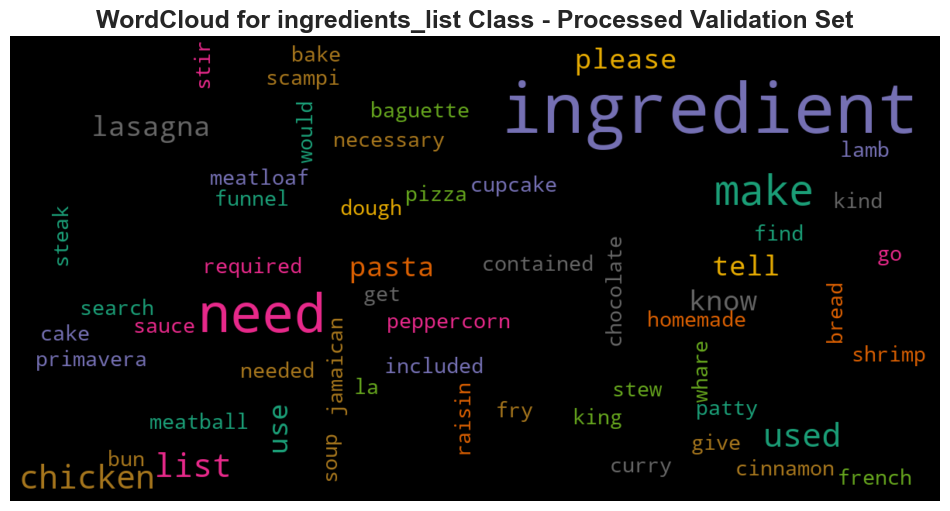 WordCloud for ingredients_list Class - Processed Validation Set
stir
bake
scampi
please
ingredient
lasagna
would
baguette
necessary
lamb
meatloaf
funnel
dough
pizza
cupcake
make
kind
steak
find
go
required
pasta
contained
chocolate
tell
search
cake
primavera
sauce
need
get
peppercorn
know
homemade
bread
shrimp
needed
jamaican
included
la
raisin
fry
stew
king
whare
patty
meatball
use
soup
used
give
bun
list
chicken
curry
cinnamon
french